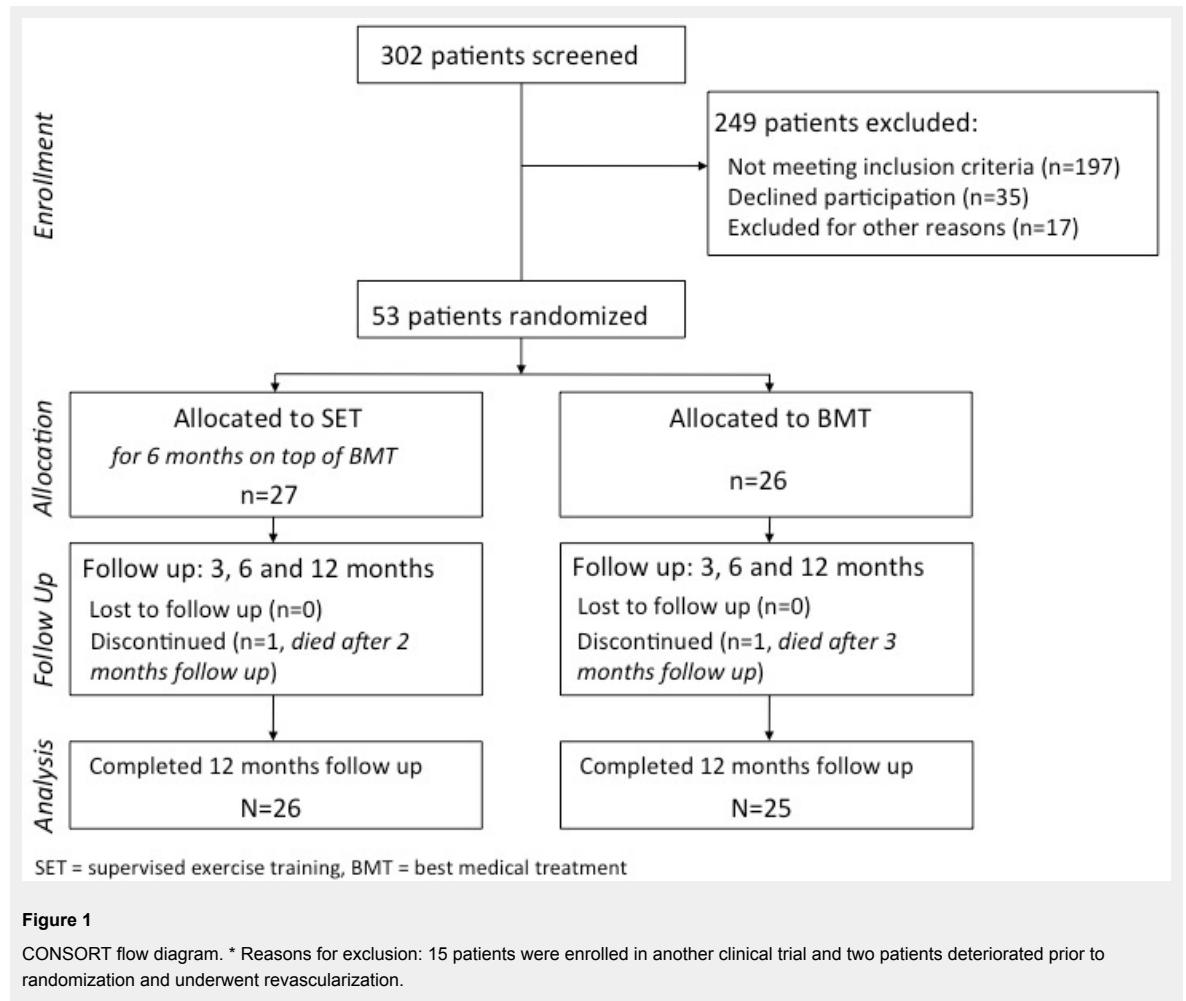 302 patients screened
Enrollment
249 patients excluded:
Not meeting inclusion criteria (n=197)
Declined participation (n=35)
Excluded for other reasons (n=17)
53 patients randomized
Allocation
Allocated to SET
for 6 months on top of BMT
n=27
Allocated to BMT
n=26
Follow Up
Follow up: 3, 6 and 12 months
Lost to follow up (n=0)
Discontinued (n=1, died after 2
months follow up)
Follow up: 3, 6 and 12 months
Lost to follow up (n=0)
Discontinued (n=1, died after 3
months follow up)
Analysis
Completed 12 months follow up
N=26
Completed 12 months follow up
N=25
SET = supervised exercise training, BMT = best medical treatment
Figure 1
CONSORT flow diagram. * Reasons for exclusion: 15 patients were enrolled in another clinical trial and two patients deteriorated prior to
randomization and underwent revascularization.